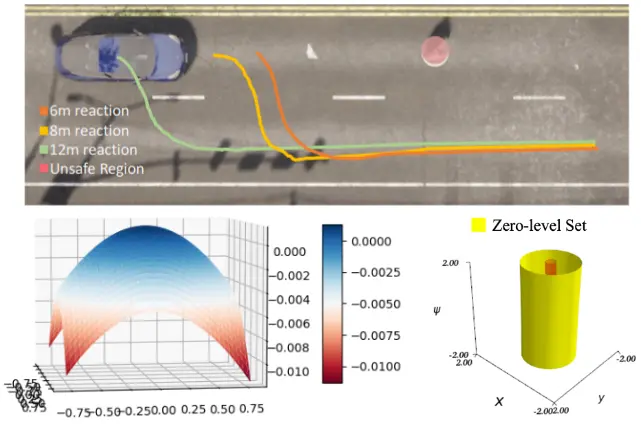 6m reaction
8m reaction
12m reaction
Unsafe Region
0.000
−0.002
−0.004
−0.006
−0.008
−0.010
0.75
−0.75
−0.50
−0.25
0.00 0.25 0.50 0.75
0.0000
−0.0025
−0.0050
−0.0075
−0.0100
Zero-level Set
2.00
ψ
−2.00
2.00
X
−2.00
2.00
y
−2.00